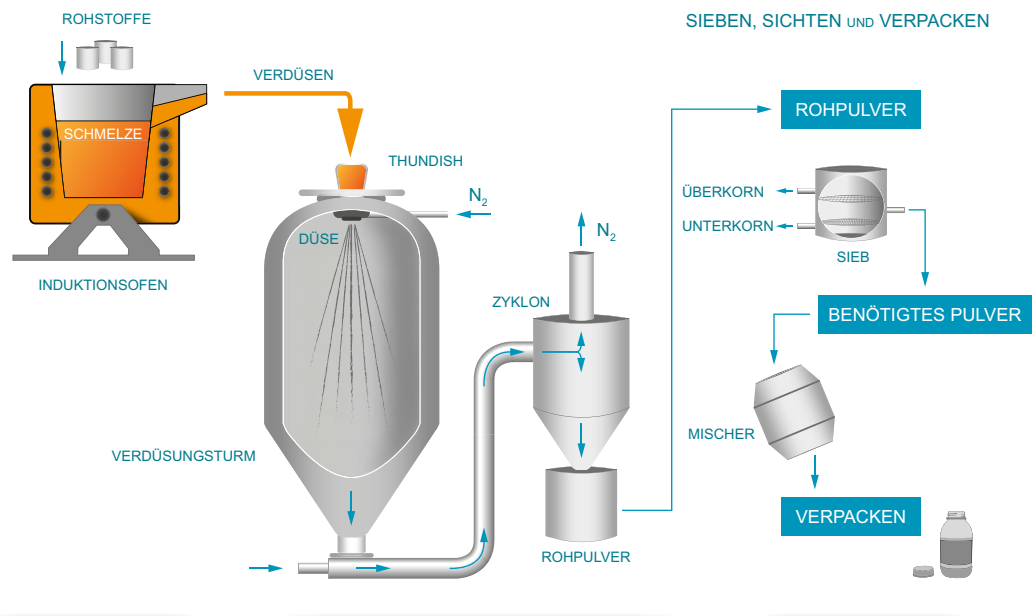 ROHSTOFFE
SCHMELZE
INDUKTIONSOFEN
VERDÜSEN
THUNDISH
N₂
DÜSE
VERDÜSUNGSTURM
N₂
ZYKLON
ROHPULVER
SIEBEN, SICHTEN UND VERPACKEN
ROHPULVER
ÜBERKORN
UNTERKORN
SIEB
BENÖTIGTES PULVER
MISCHER
VERPACKEN